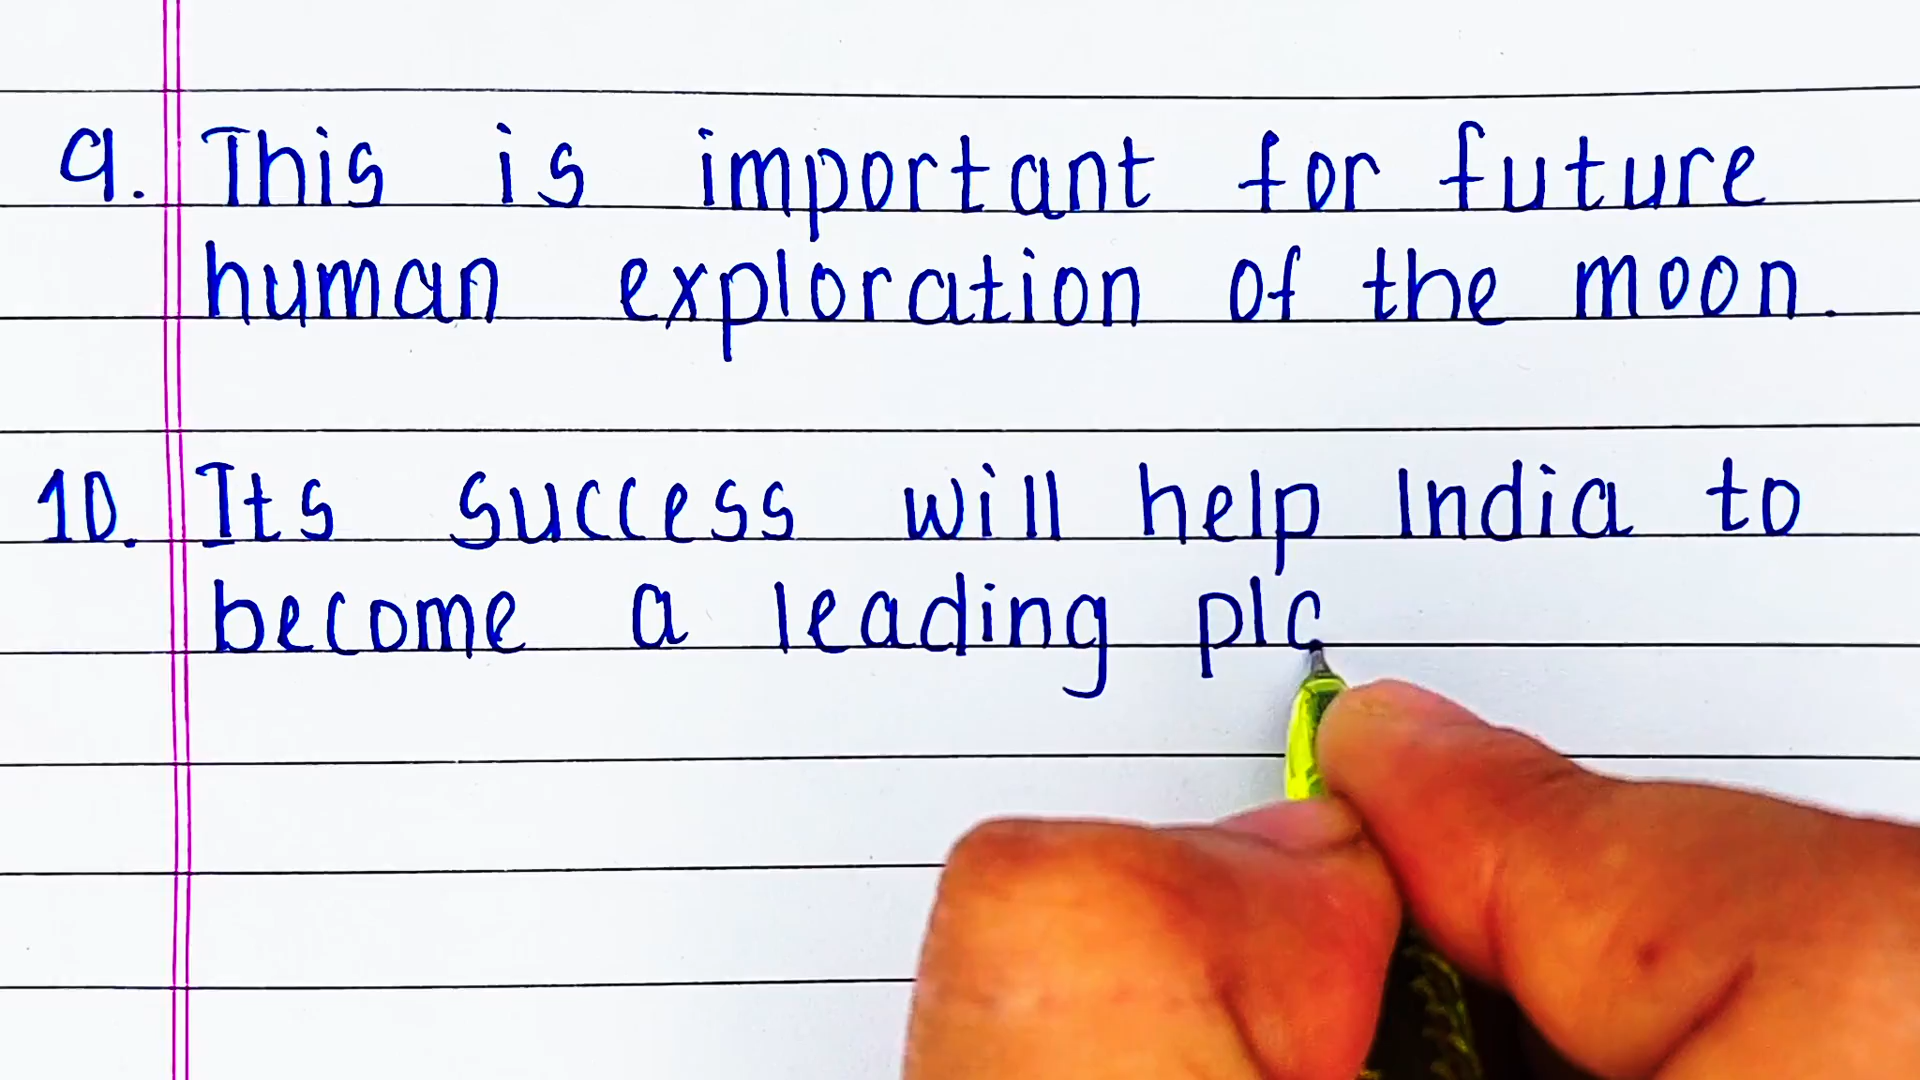 9. This is important for future
human exploration of the moon.
10. Its success will help India to
become a leading